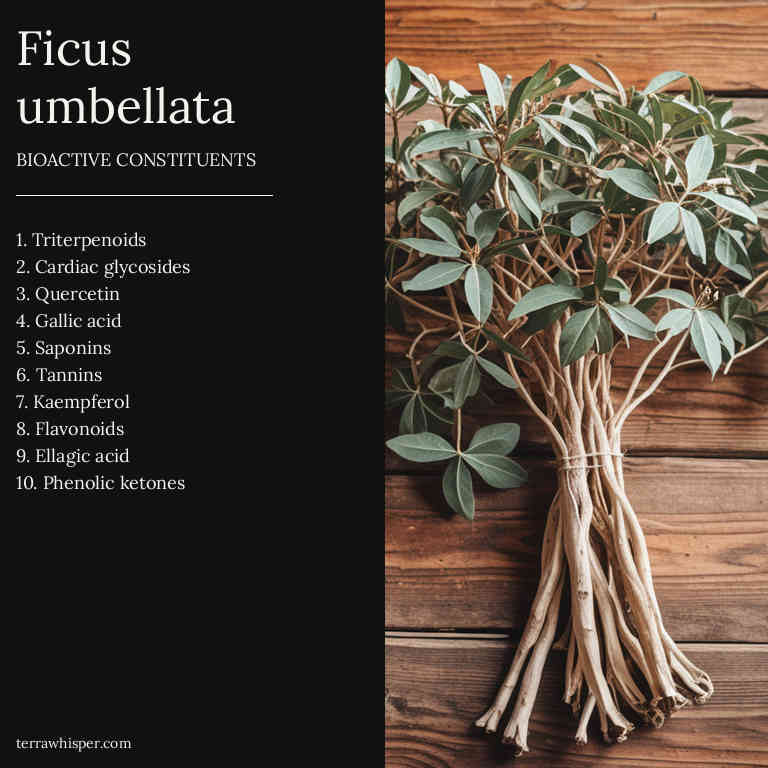 Ficus
umbellata
BIOACTIVE CONSTITUENTS
1. Triterpenoids
2. Cardiac glycosides
3. Quercetin
4. Gallic acid
5. Saponins
6. Tannins
7. Kaempferol
8. Flavonoids
9. Ellagic acid
10. Phenolic ketones
terrawhisper.com